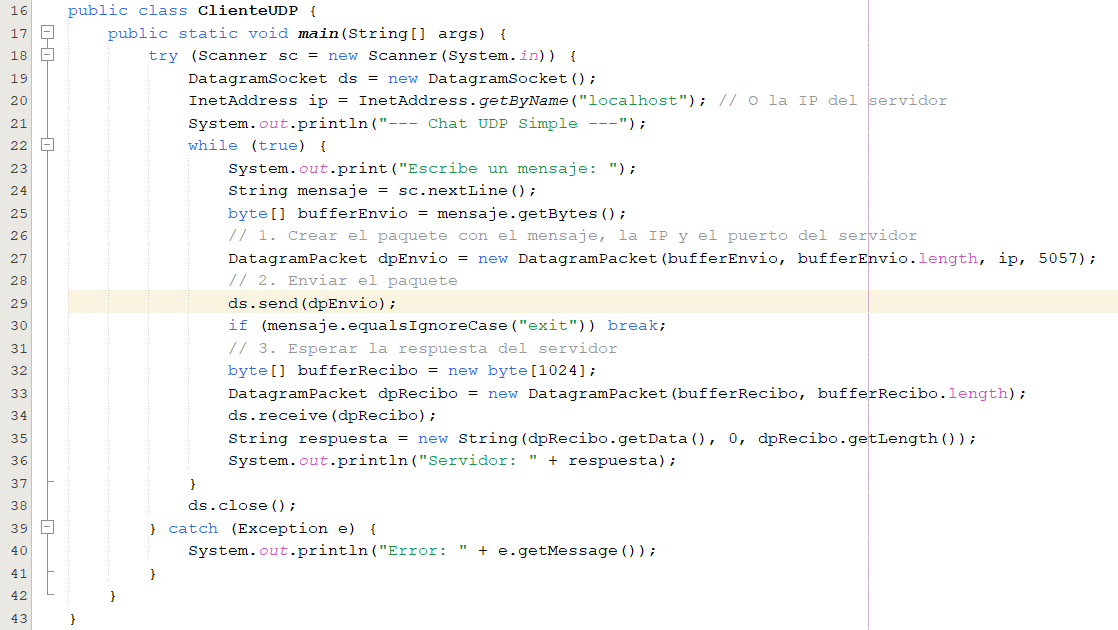 16 public class ClienteUDP {
17 public static void main(String[] args) {
18 try (Scanner sc = new Scanner(System.in)) {
19 DatagramSocket ds = new DatagramSocket();
20 InetAddress ip = InetAddress.getByName("localhost"); // O la IP del servidor
21 System.out.println("--- Chat UDP Simple ---");
22 while (true) {
23 System.out.print("Escribe un mensaje: ");
24 String mensaje = sc.nextLine();
25 byte[] bufferEnvio = mensaje.getBytes();
26 // 1. Crear el paquete con el mensaje, la IP y el puerto del servidor
27 DatagramPacket dpEnvio = new DatagramPacket(bufferEnvio, bufferEnvio.length, ip, 5057);
28 // 2. Enviar el paquete
29 ds.send(dpEnvio);
30 if (mensaje.equalsIgnoreCase("exit")) break;
31 // 3. Esperar la respuesta del servidor
32 byte[] bufferRecibo = new byte[1024];
33 DatagramPacket dpRecibo = new DatagramPacket(bufferRecibo, bufferRecibo.length);
34 ds.receive(dpRecibo);
35 String respuesta = new String(dpRecibo.getData(), 0, dpRecibo.getLength());
36 System.out.println("Servidor: " + respuesta);
37 }
38 ds.close();
39 } catch (Exception e) {
40 System.out.println("Error: " + e.getMessage());
41 }
42 }
43 }